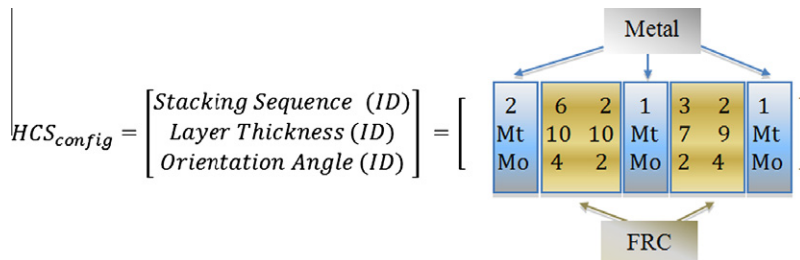 Metal
[Stacking Sequence (ID)] [ 2 6 2 1 3 2 1 ]
HCS_config = [Layer Thickness (ID)] = [ Mt 10 10 Mt 7 9 Mt ]
[Orientation Angle (ID)] [ Mo 4 2 Mo 2 4 Mo ]
FRC